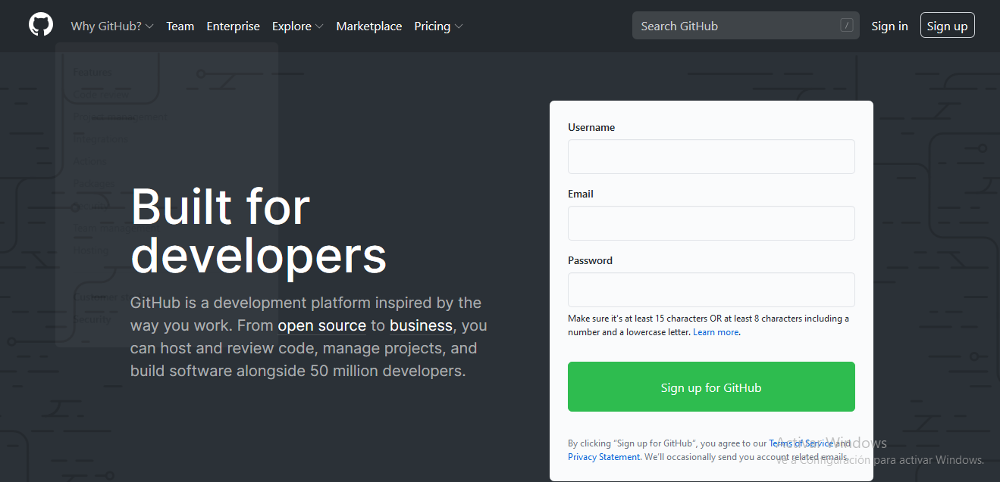 Why GitHub? Team Enterprise Explore Marketplace Pricing Search GitHub / Sign in Sign up
Features
Code review
Project management
Integrations
Actions
Packages
Security
Team management
Hosting
Customer stories
Security
Built for
developers
GitHub is a development platform inspired by the
way you work. From open source to business, you
can host and review code, manage projects, and
build software alongside 50 million developers.
Username
Email
Password
Make sure it's at least 15 characters OR at least 8 characters including a
number and a lowercase letter. Learn more.
Sign up for GitHub
By clicking “Sign up for GitHub”, you agree to our Terms of Service and
Privacy Statement. We'll occasionally send you account related emails.
Activar Windows
Ve a Configuración para activar Windows.